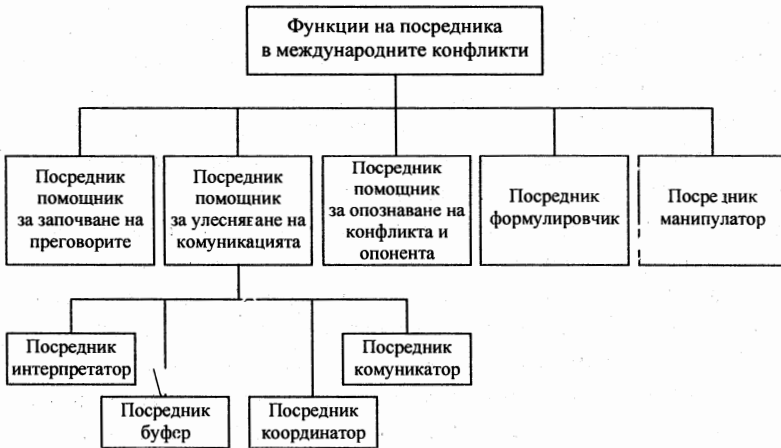 Функции на посредника
в международните конфликти
Посредник
помощник
за започване на
преговорите
Посредник
помощник
за улесняване на
комуникацията
Посредник
помощник
за опознаване на
конфликта и
опонента
Посредник
формулировчик
Посредник
манипулатор
Посредник
интерпретатор
Посредник
буфер
Посредник
координатор
Посредник
комуникатор